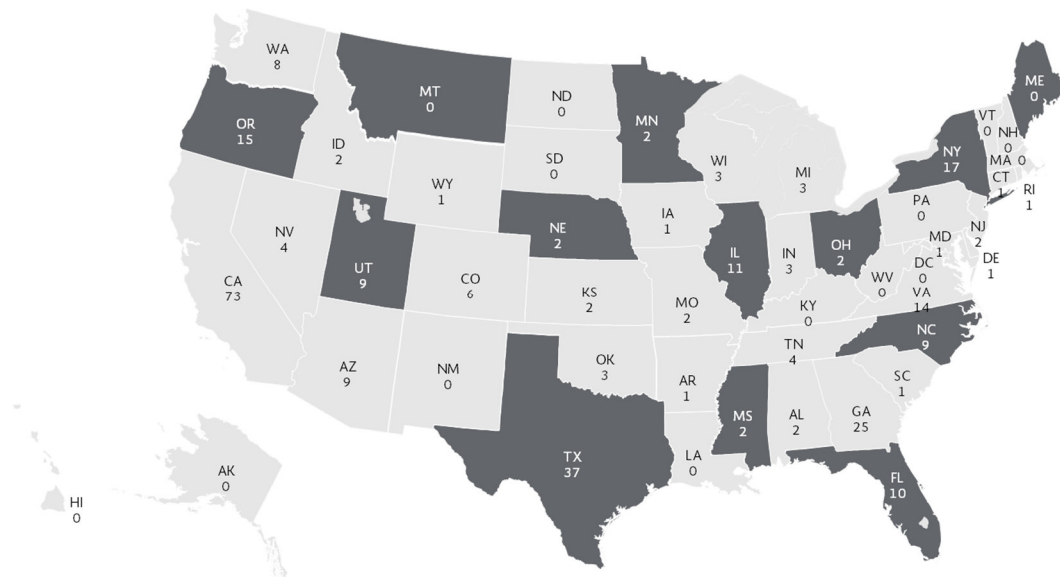 WA
8
MT
0
ND
0
MN
2
ME
0
OR
15
ID
2
SD
0
WI
3
MI
3
VT
0
NH
0
NY
17
MA
0
CT
1
RI
1
WY
1
NE
2
IA
1
PA
0
NJ
2
NV
4
UT
9
CO
6
IL
11
IN
3
OH
2
MD
1
DE
1
CA
73
KS
2
MO
2
WV
0
DC
0
VA
14
KY
0
NC
9
AZ
9
NM
0
OK
3
TN
4
SC
1
AR
1
MS
2
AL
2
GA
25
TX
37
LA
0
FL
10
AK
0
HI
0